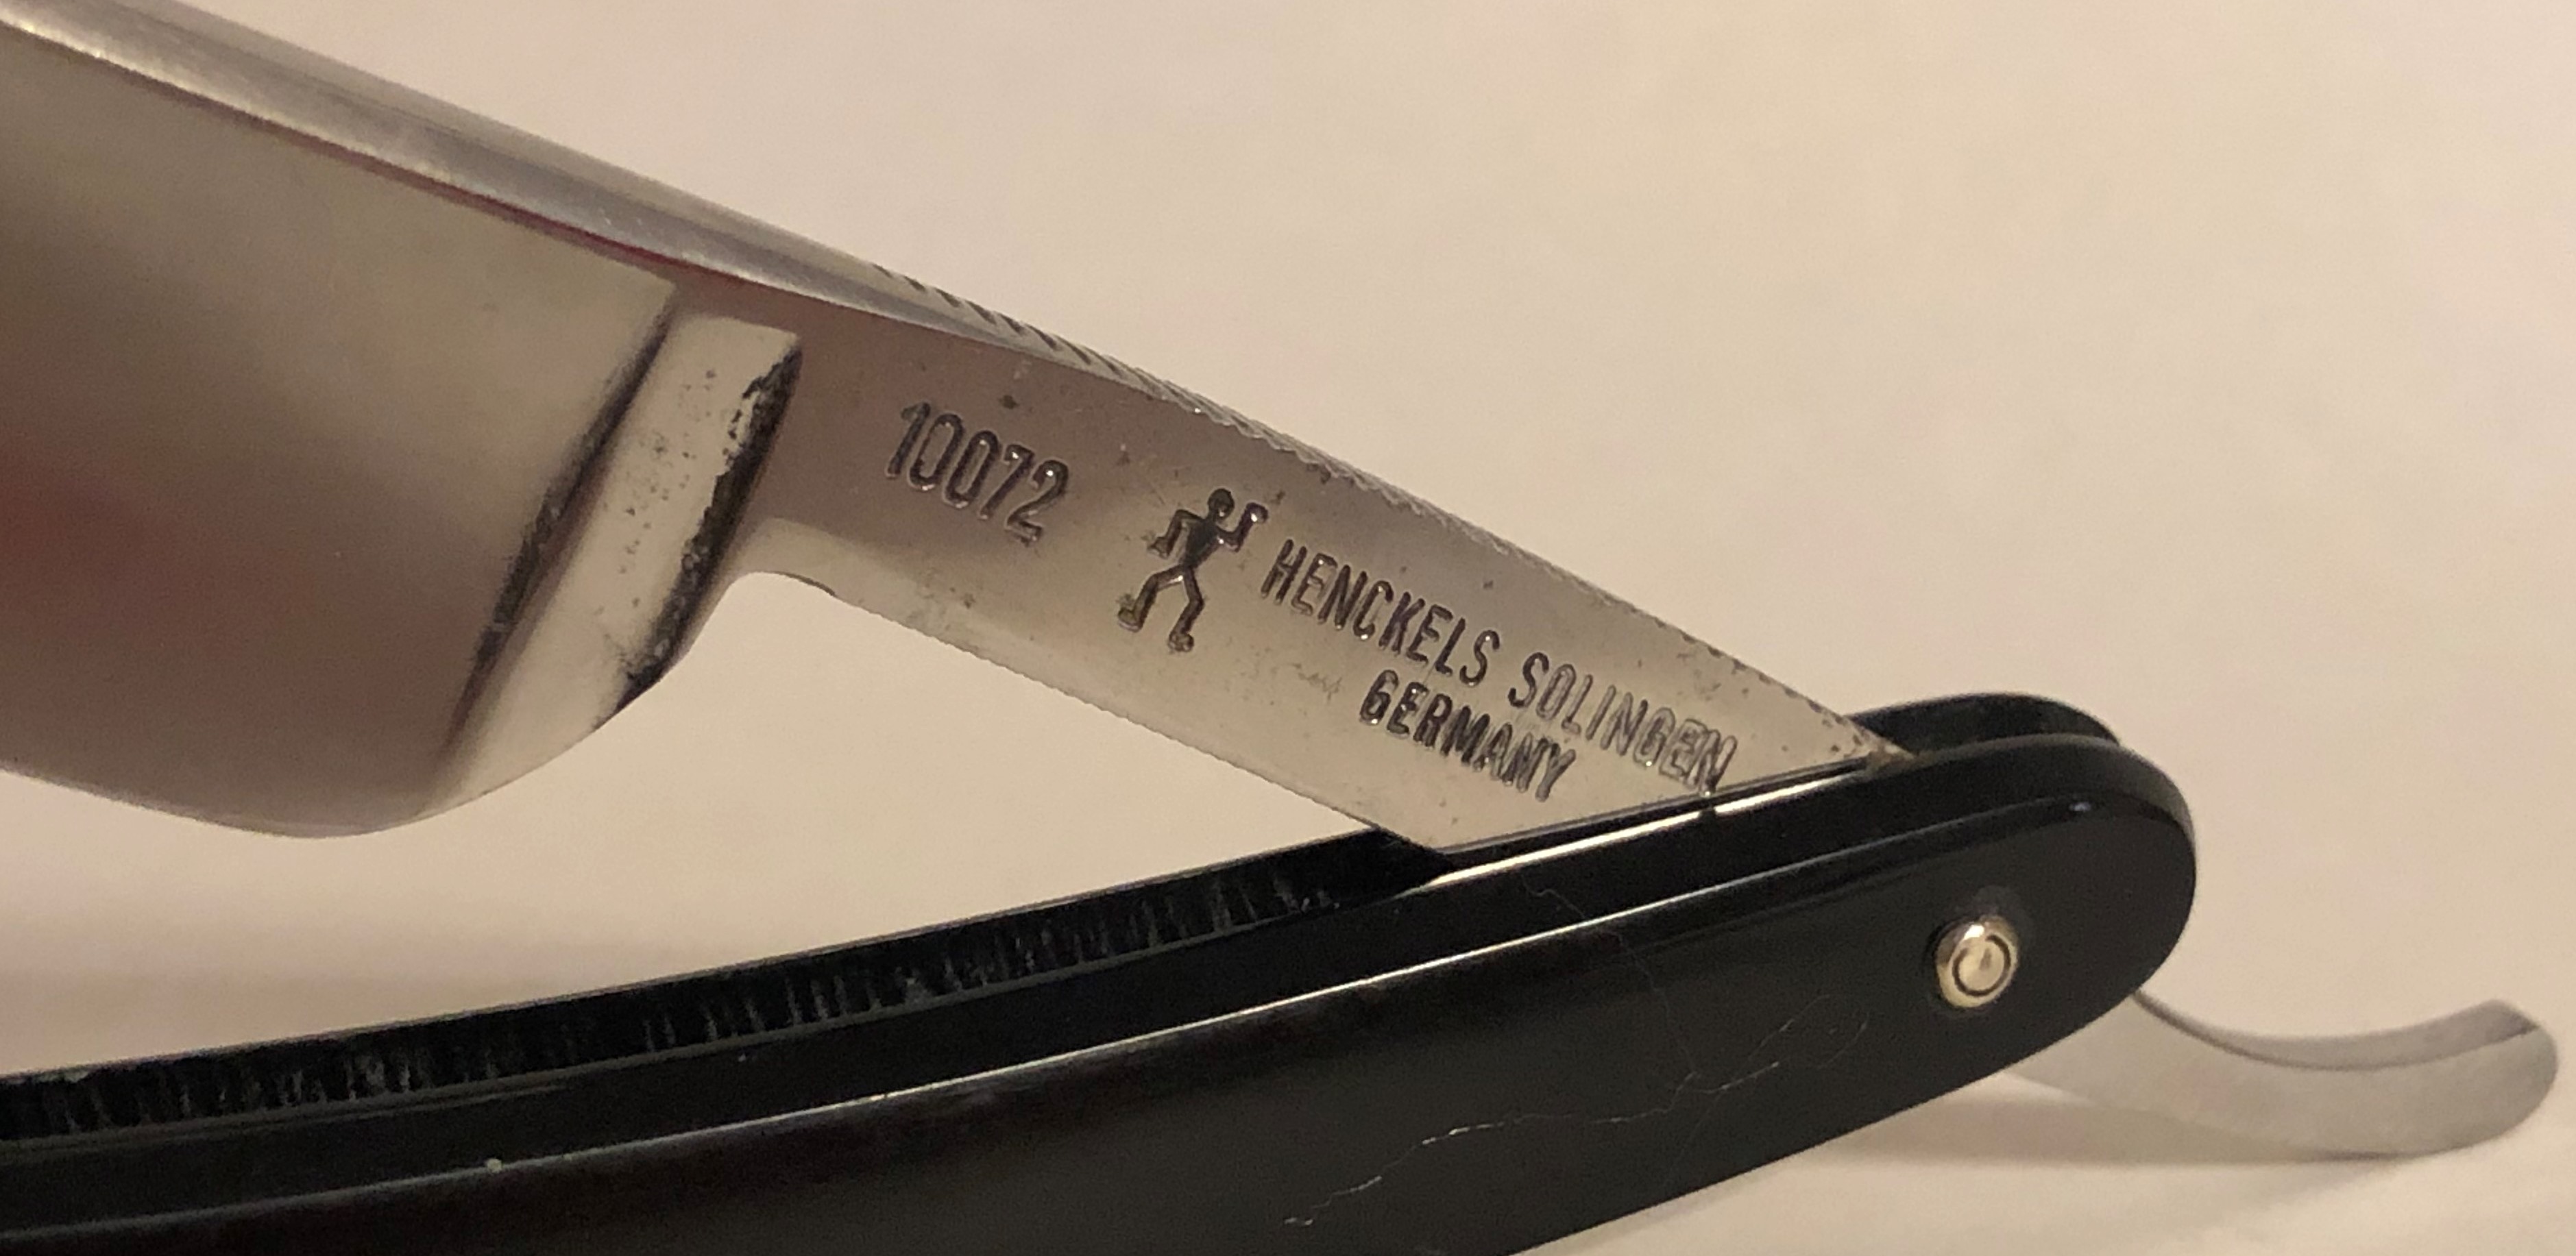 10072
HENCKELS SOLINGEN
GERMANY